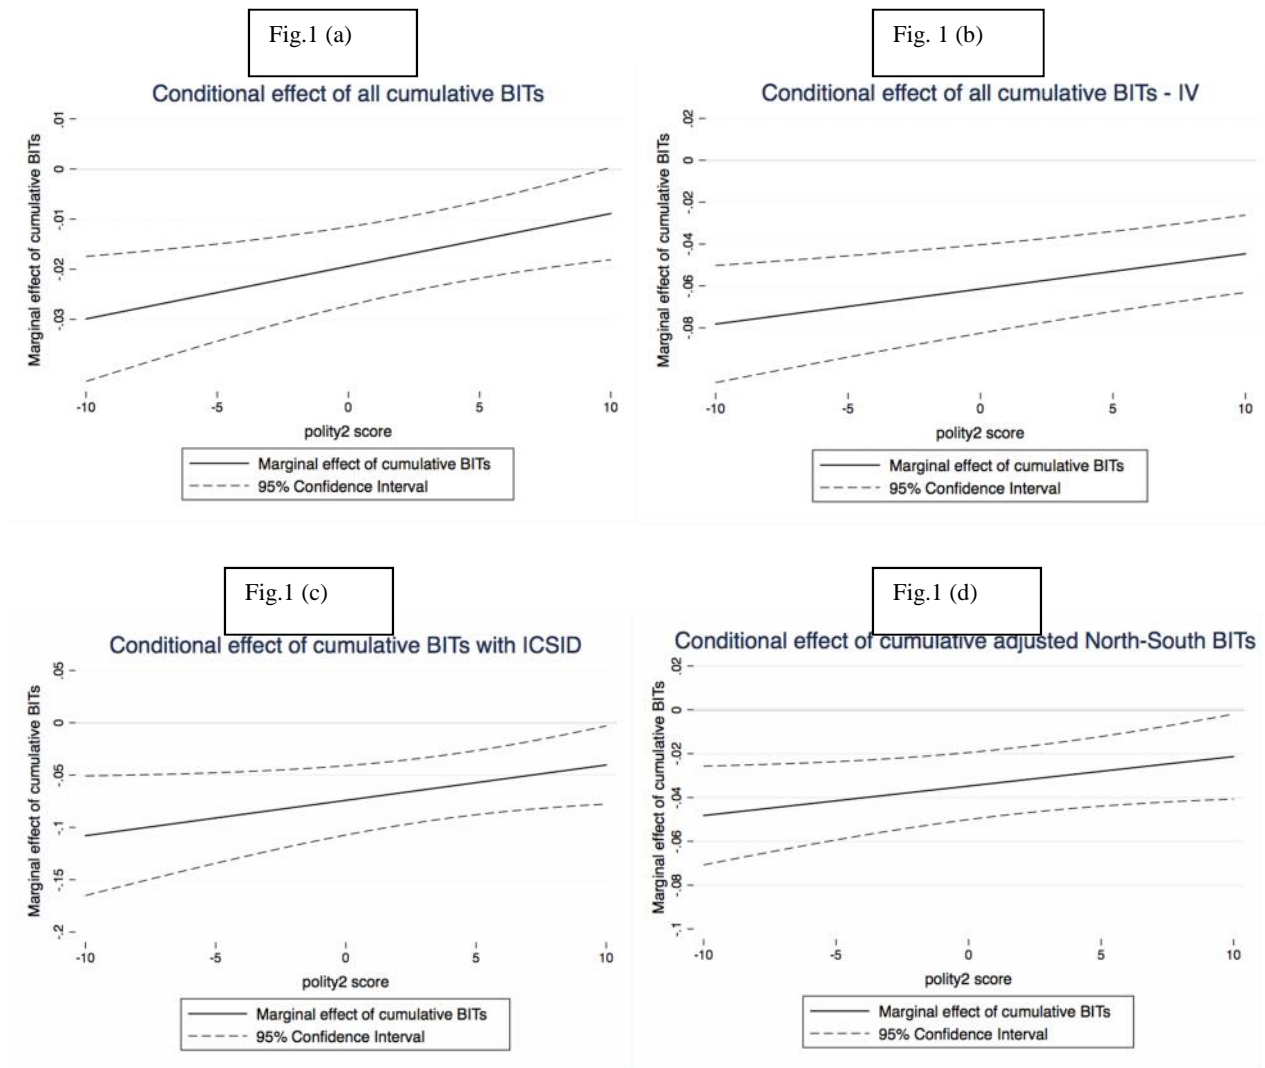 Fig.1 (a)
Conditional effect of all cumulative BITs
Marginal effect of cumulative BITs
.01
0
-.01
-.02
-.03
-10 -5 0 5 10
polity2 score
Marginal effect of cumulative BITs
95% Confidence Interval
Fig. 1 (b)
Conditional effect of all cumulative BITs - IV
Marginal effect of cumulative BITs
.02
0
-.02
-.04
-.06
-.08
-10 -5 0 5 10
polity2 score
Marginal effect of cumulative BITs
95% Confidence Interval
Fig.1 (c)
Conditional effect of cumulative BITs with ICSID
Marginal effect of cumulative BITs
.05
0
-.05
-.1
-.15
-.2
-10 -5 0 5 10
polity2 score
Marginal effect of cumulative BITs
95% Confidence Interval
Fig.1 (d)
Conditional effect of cumulative adjusted North-South BITs
Marginal effect of cumulative BITs
.02
0
-.02
-.04
-.06
-.08
-.1
-10 -5 0 5 10
polity2 score
Marginal effect of cumulative BITs
95% Confidence Interval